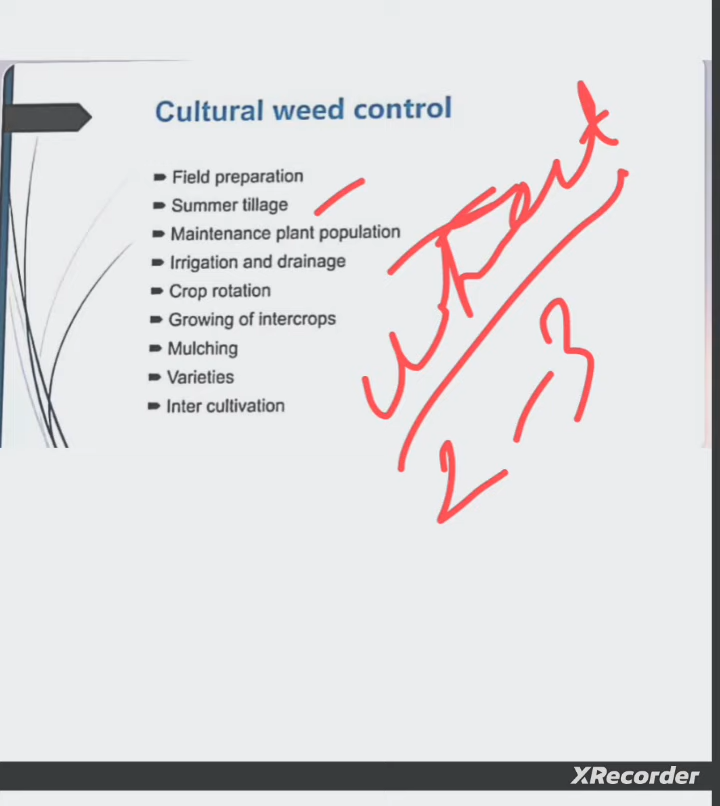 Cultural weed control
Field preparation
Summer tillage
Maintenance plant population
Irrigation and drainage
Crop rotation
Growing of intercrops
Mulching
Varieties
Inter cultivation
wheat
2-3
XRecorder